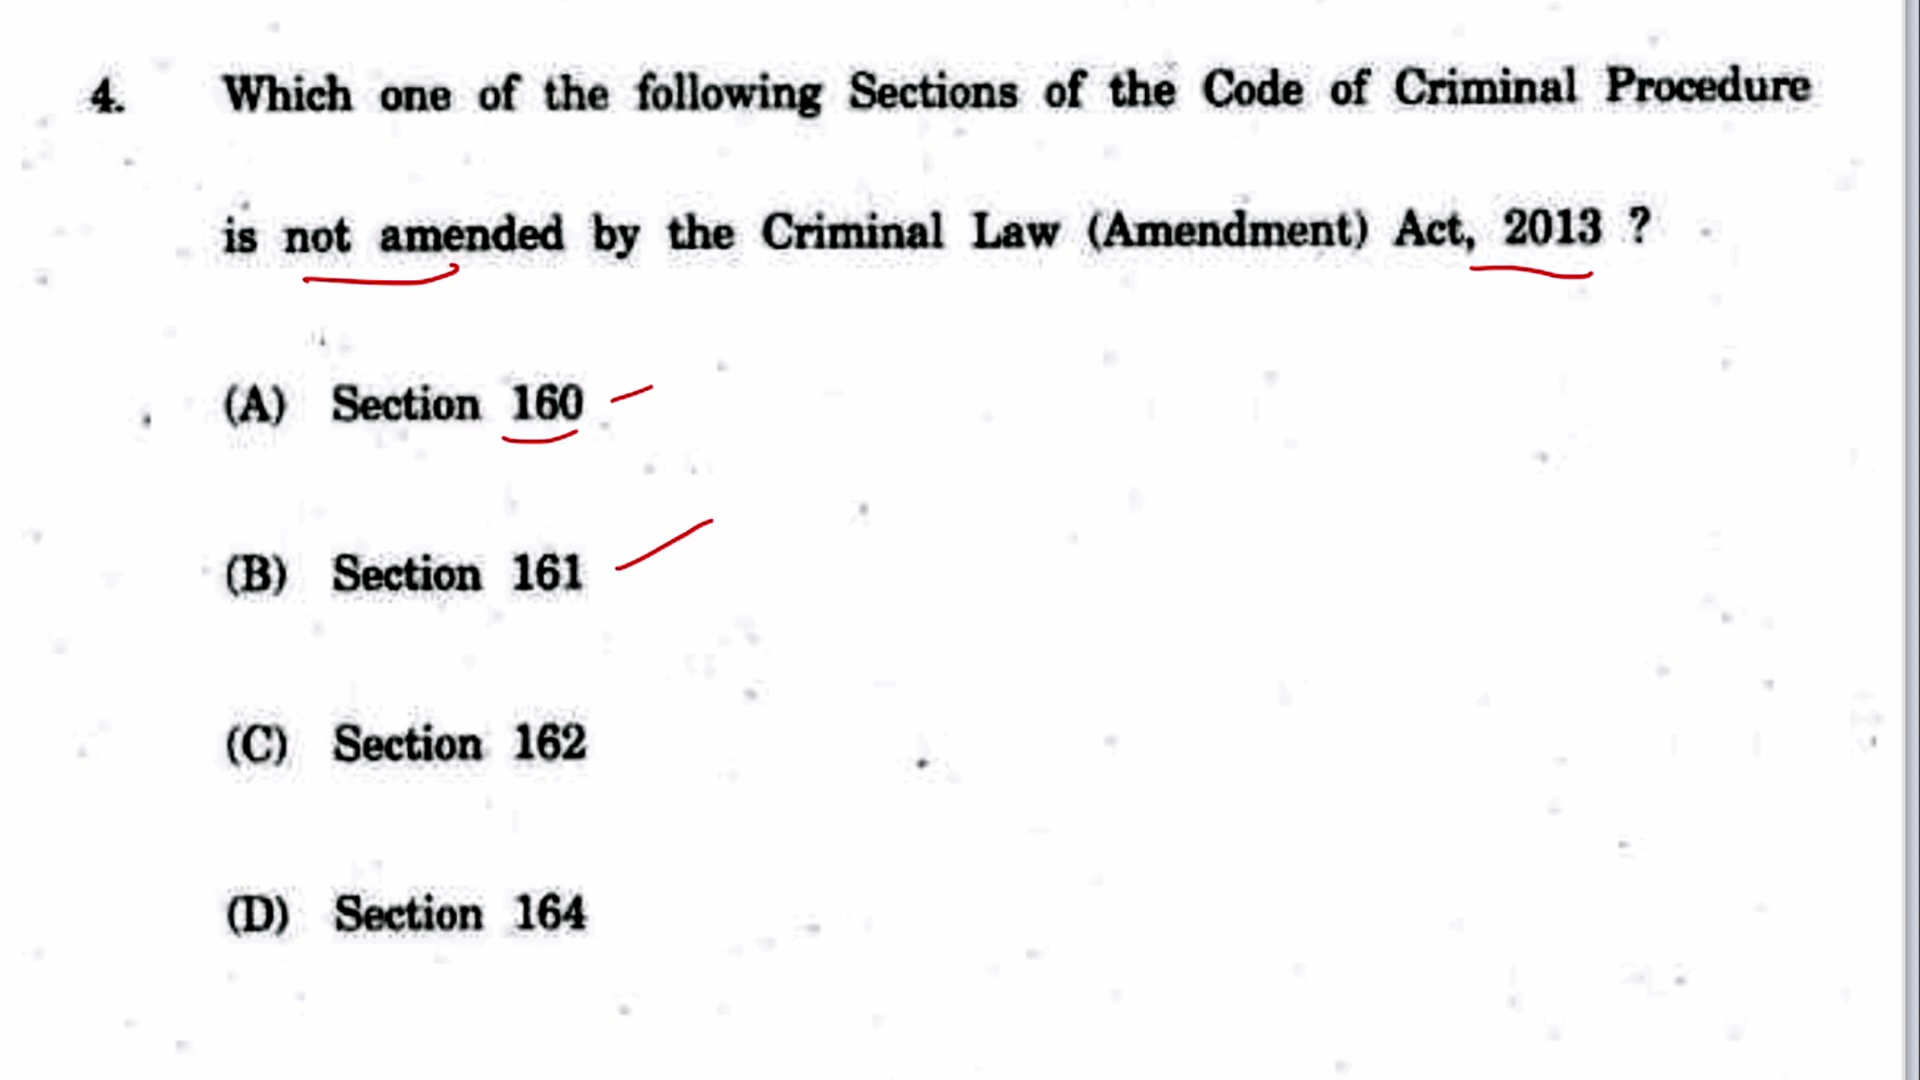 4. Which one of the following Sections of the Code of Criminal Procedure
is not amended by the Criminal Law (Amendment) Act, 2013 ?
(A) Section 160
(B) Section 161
(C) Section 162
(D) Section 164